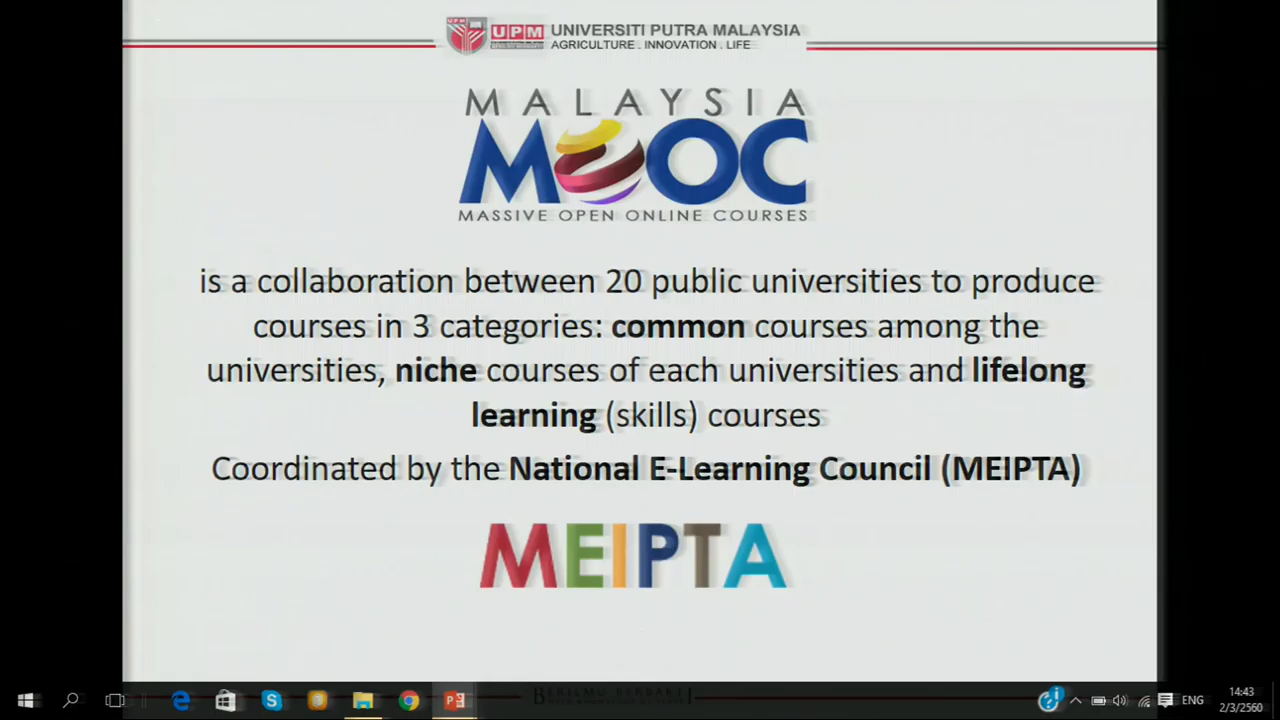 UPM
UNIVERSITI PUTRA MALAYSIA
AGRICULTURE . INNOVATION . LIFE
MALAYSIA
MOOC
MASSIVE OPEN ONLINE COURSES
is a collaboration between 20 public universities to produce
courses in 3 categories: common courses among the
universities, niche courses of each universities and lifelong
learning (skills) courses
Coordinated by the National E-Learning Council (MEIPTA)
MEIPTA
ENG
14:43
2/3/2560